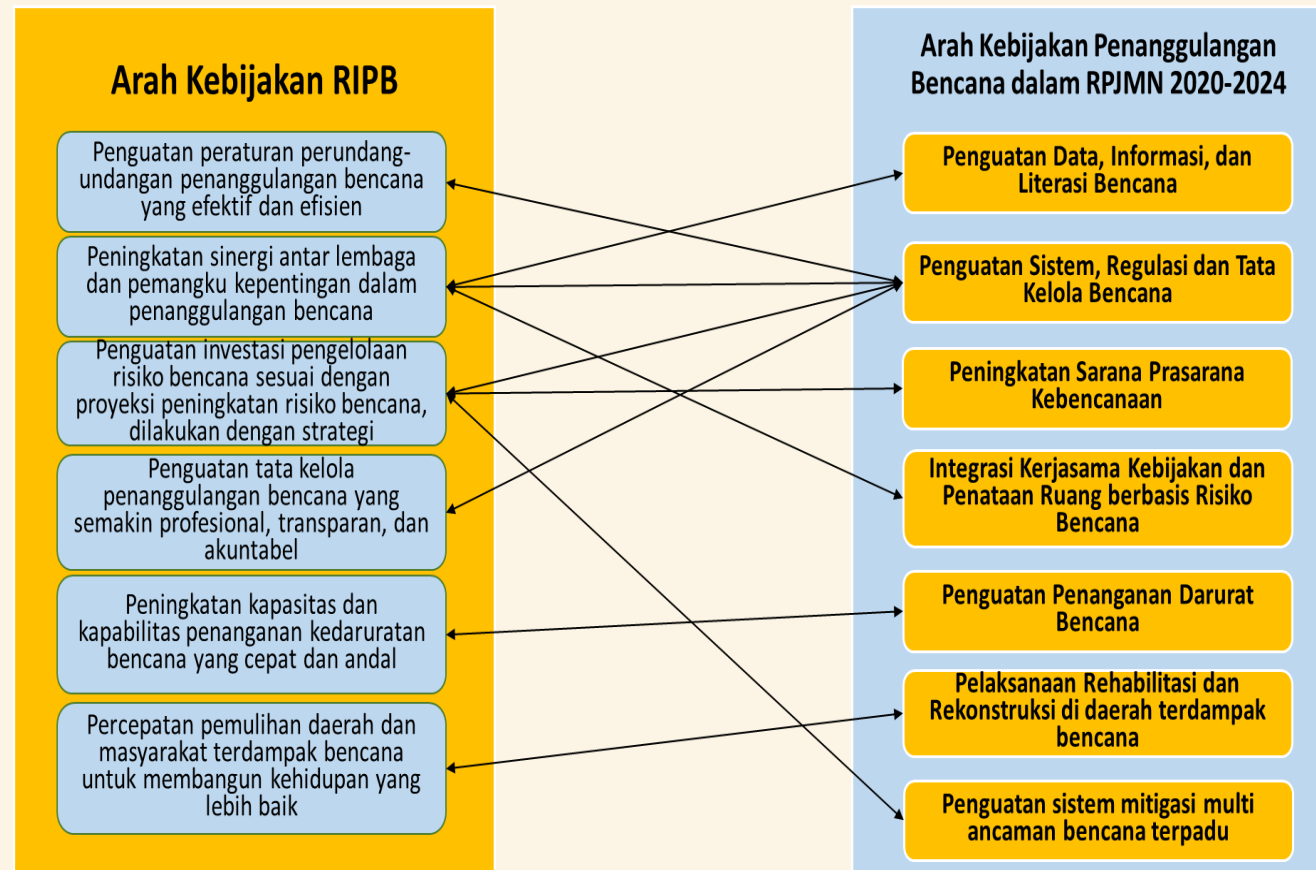 Arah Kebijakan RIPB
Penguatan peraturan perundang-
undangan penanggulangan bencana
yang efektif dan efisien
Peningkatan sinergi antar lembaga
dan pemangku kepentingan dalam
penanggulangan bencana
Penguatan investasi pengelolaan
risiko bencana sesuai dengan
proyeksi peningkatan risiko bencana,
dilakukan dengan strategi
Penguatan tata kelola
penanggulangan bencana yang
semakin profesional, transparan, dan
akuntabel
Peningkatan kapasitas dan
kapabilitas penanganan kedaruratan
bencana yang cepat dan andal
Percepatan pemulihan daerah dan
masyarakat terdampak bencana
untuk membangun kehidupan yang
lebih baik
Arah Kebijakan Penanggulangan
Bencana dalam RPJMN 2020-2024
Penguatan Data, Informasi, dan
Literasi Bencana
Penguatan Sistem, Regulasi dan Tata
Kelola Bencana
Peningkatan Sarana Prasarana
Kebencanaan
Integrasi Kerjasama Kebijakan dan
Penataan Ruang berbasis Risiko
Bencana
Penguatan Penanganan Darurat
Bencana
Pelaksanaan Rehabilitasi dan
Rekonstruksi di daerah terdampak
bencana
Penguatan sistem mitigasi multi
ancaman bencana terpadu